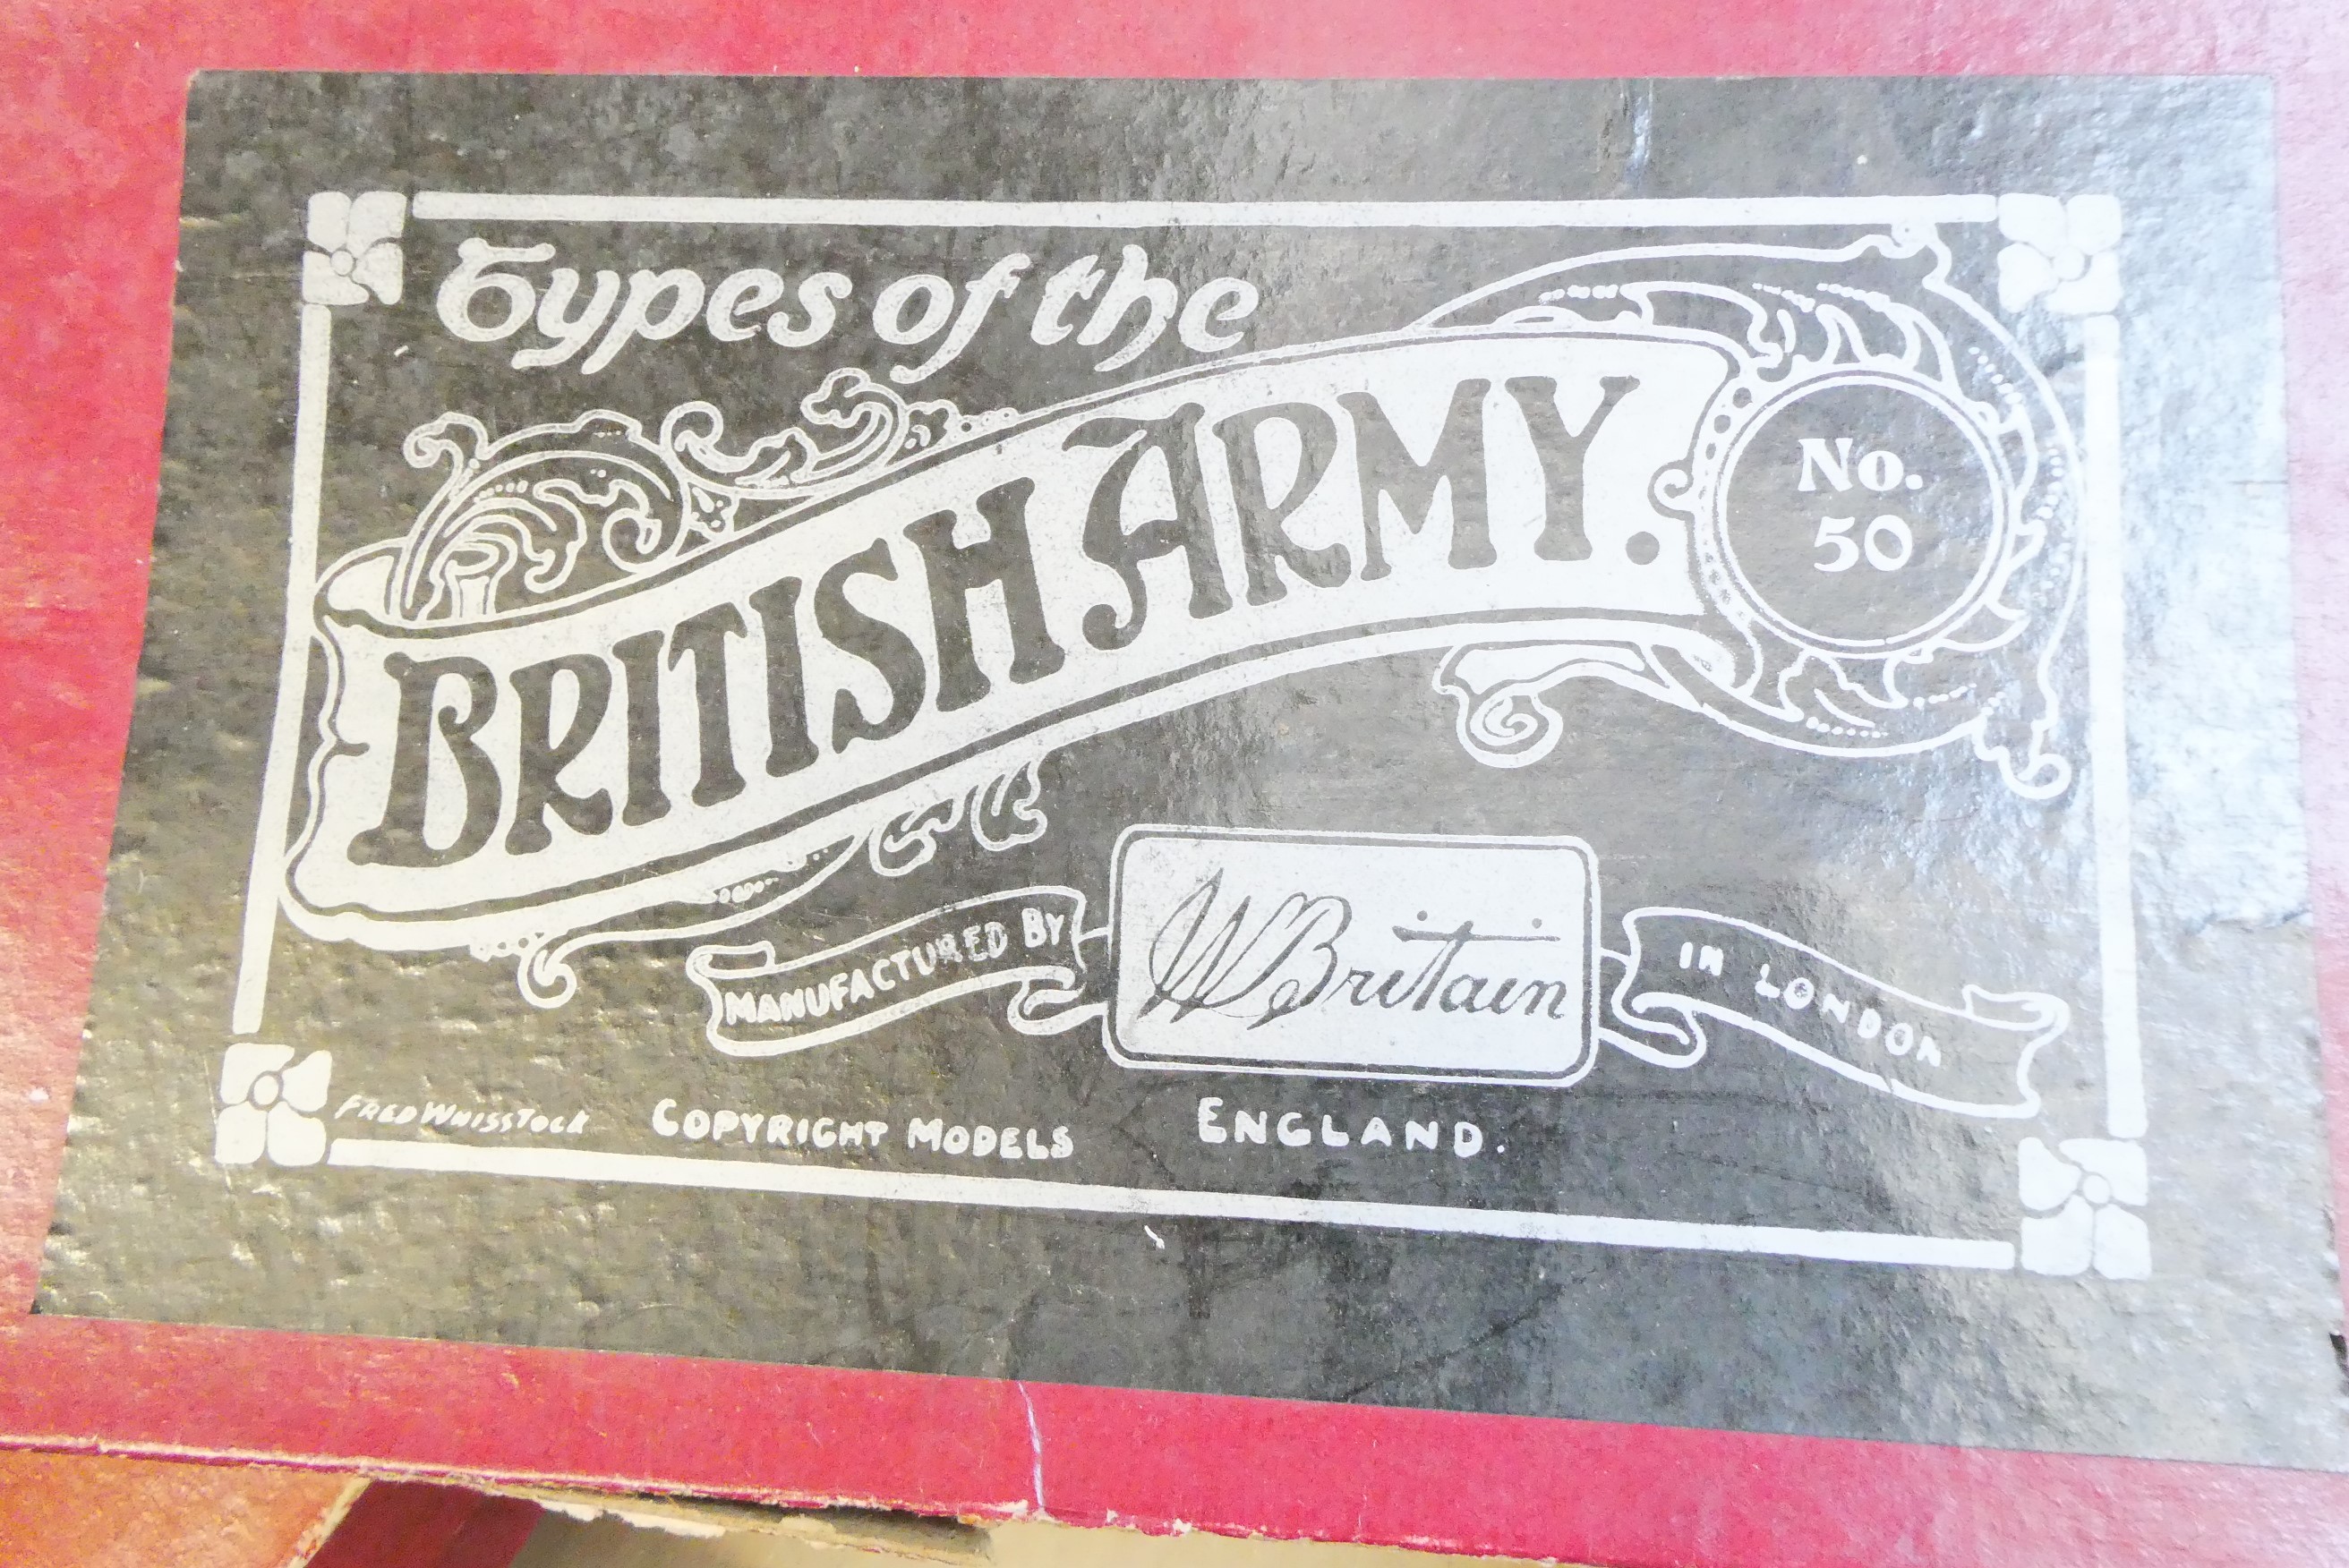 Types of the
BRITISH ARMY.
No.
50
MANUFACTURED BY
W Britain
IN LONDON
FRED WHISSTOCK
COPYRIGHT MODELS ENGLAND.